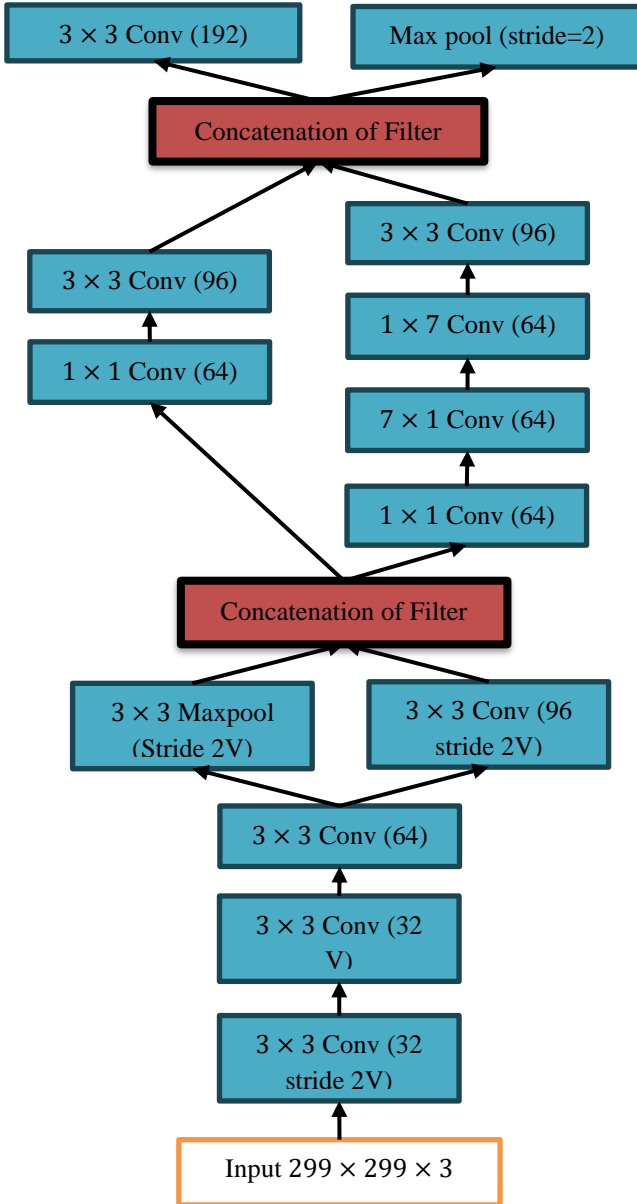 3 × 3 Conv (192)
Max pool (stride=2)
Concatenation of Filter
3 × 3 Conv (96)
3 × 3 Conv (96)
1 × 7 Conv (64)
1 × 1 Conv (64)
7 × 1 Conv (64)
1 × 1 Conv (64)
Concatenation of Filter
3 × 3 Maxpool
(Stride 2V)
3 × 3 Conv (96
stride 2V)
3 × 3 Conv (64)
3 × 3 Conv (32
V)
3 × 3 Conv (32
stride 2V)
Input 299 × 299 × 3